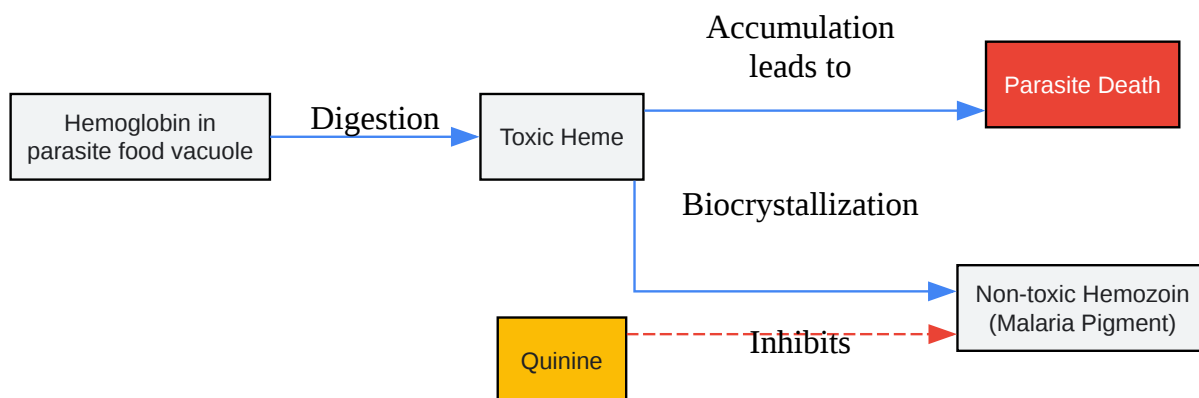 Accumulation
leads to
Parasite Death
Hemoglobin in
parasite food vacuole
Digestion
Toxic Heme
Biocrystallization
Non-toxic Hemozoin
(Malaria Pigment)
Quinine
Inhibits